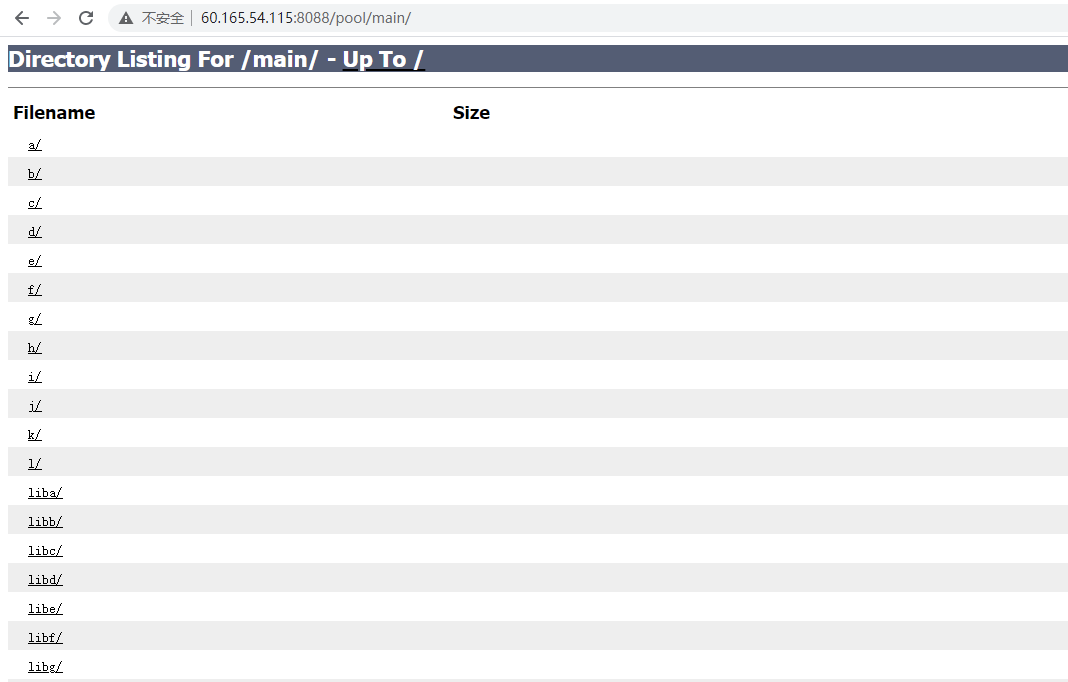 不安全 60.165.54.115:8088/pool/main/
Directory Listing For /main/ - Up To /
Filename Size
a/
b/
c/
d/
e/
f/
g/
h/
i/
j/
k/
l/
liba/
libb/
libc/
libd/
libe/
libf/
libg/